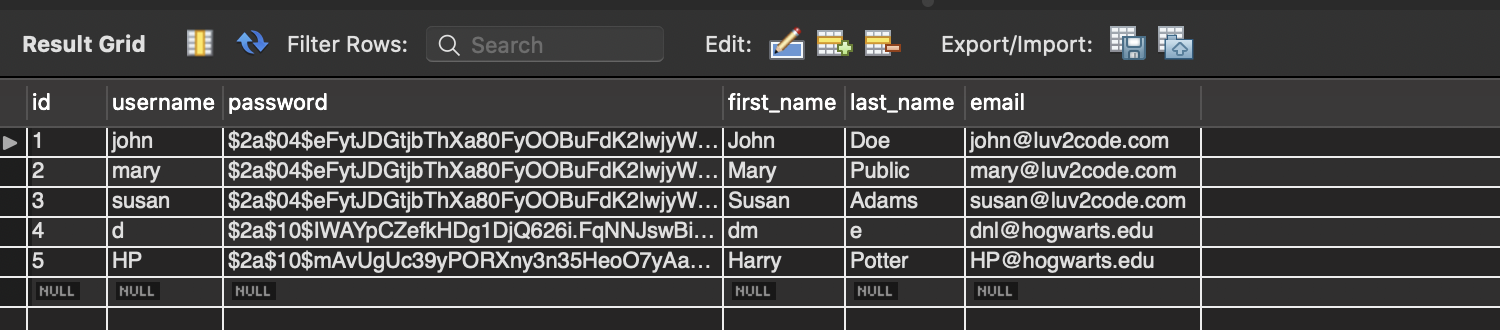 Result Grid Filter Rows: Search Edit: Export/Import:
id username password first_name last_name email
1 john $2a$04$eFytJDGtjbThXa80FyOOBuFdK2IwjyW... John Doe john@luv2code.com
2 mary $2a$04$eFytJDGtjbThXa80FyOOBuFdK2IwjyW... Mary Public mary@luv2code.com
3 susan $2a$04$eFytJDGtjbThXa80FyOOBuFdK2IwjyW... Susan Adams susan@luv2code.com
4 d $2a$10$IWAYpCZefkHDg1DjQ626i.FqNNJswBi... dm e dnl@hogwarts.edu
5 HP $2a$10$mAvUgUc39yPORXny3n35HeoO7yAa... Harry Potter HP@hogwarts.edu
NULL NULL NULL NULL NULL NULL